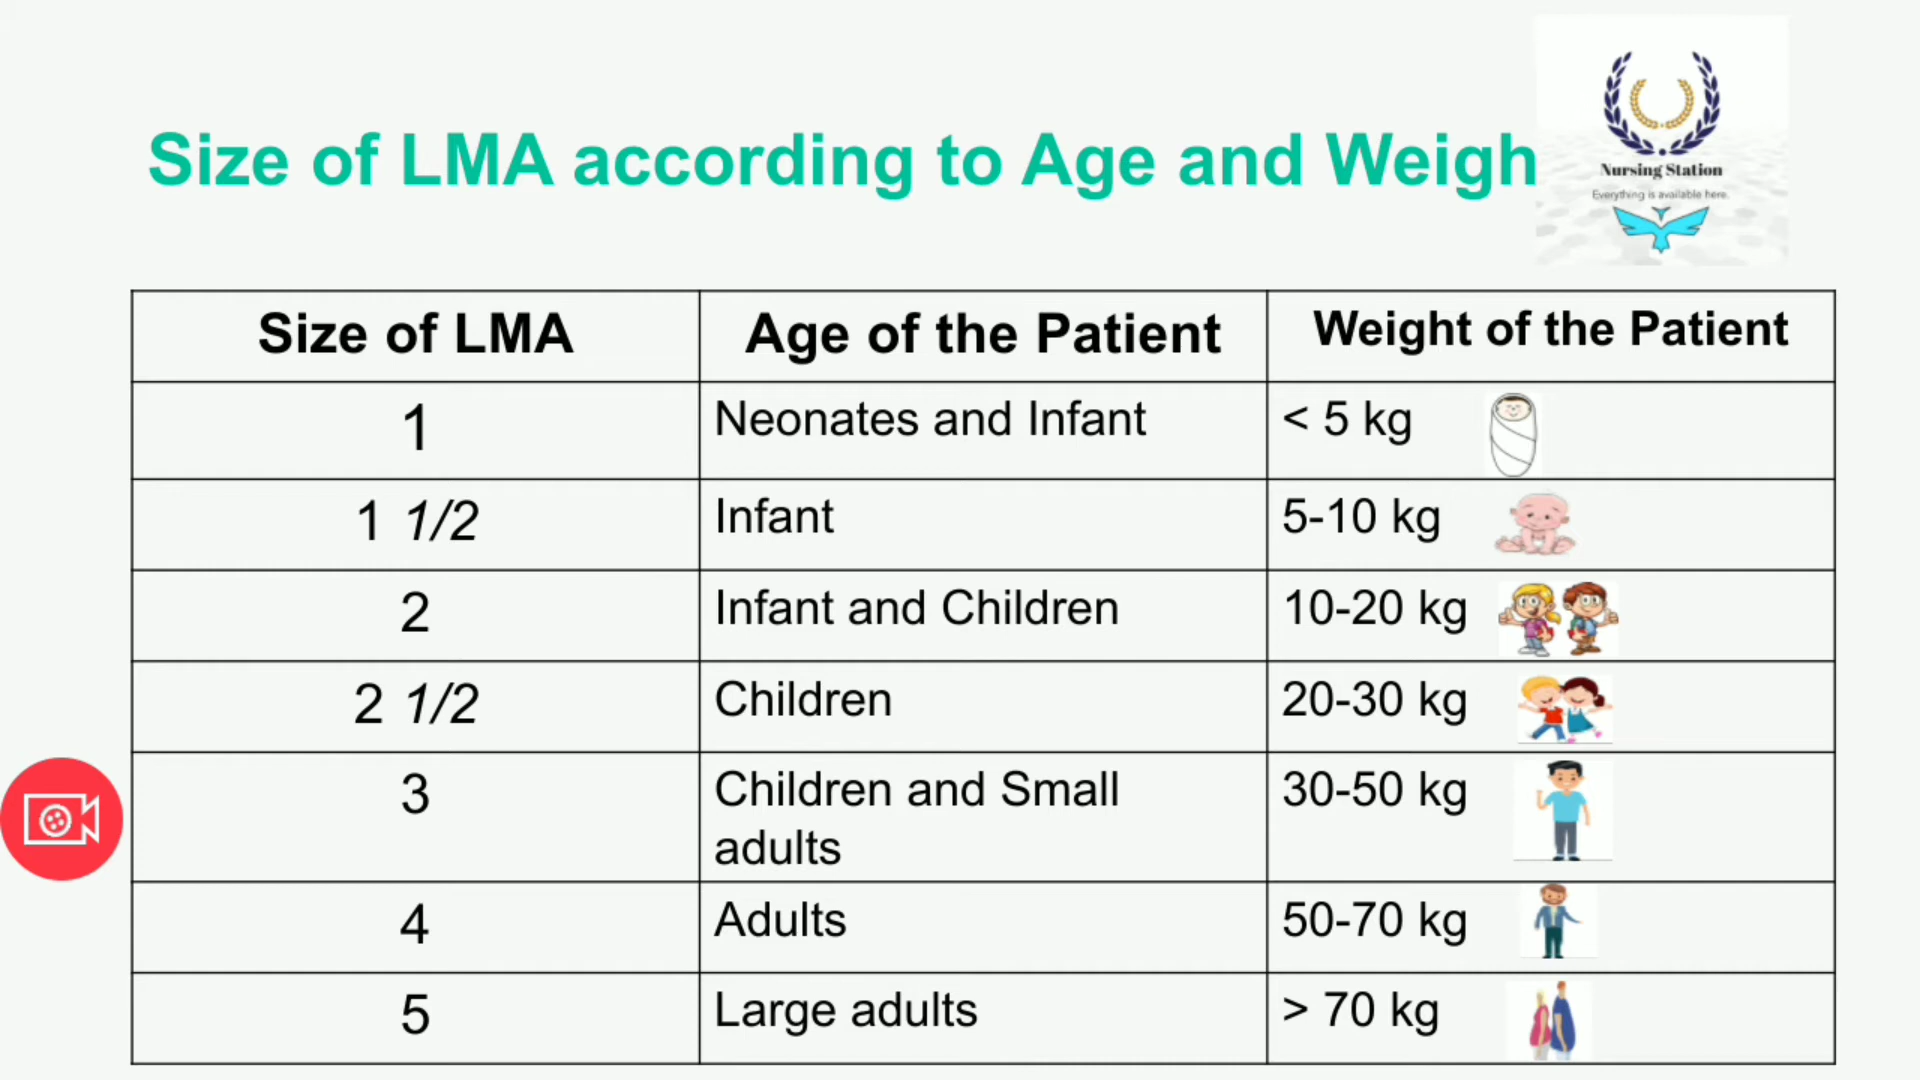 Size of LMA according to Age and Weigh
Nursing Station
Everything is available here.
Size of LMA Age of the Patient Weight of the Patient
1 Neonates and Infant < 5 kg
1 1/2 Infant 5-10 kg
2 Infant and Children 10-20 kg
2 1/2 Children 20-30 kg
3 Children and Small adults 30-50 kg
4 Adults 50-70 kg
5 Large adults > 70 kg